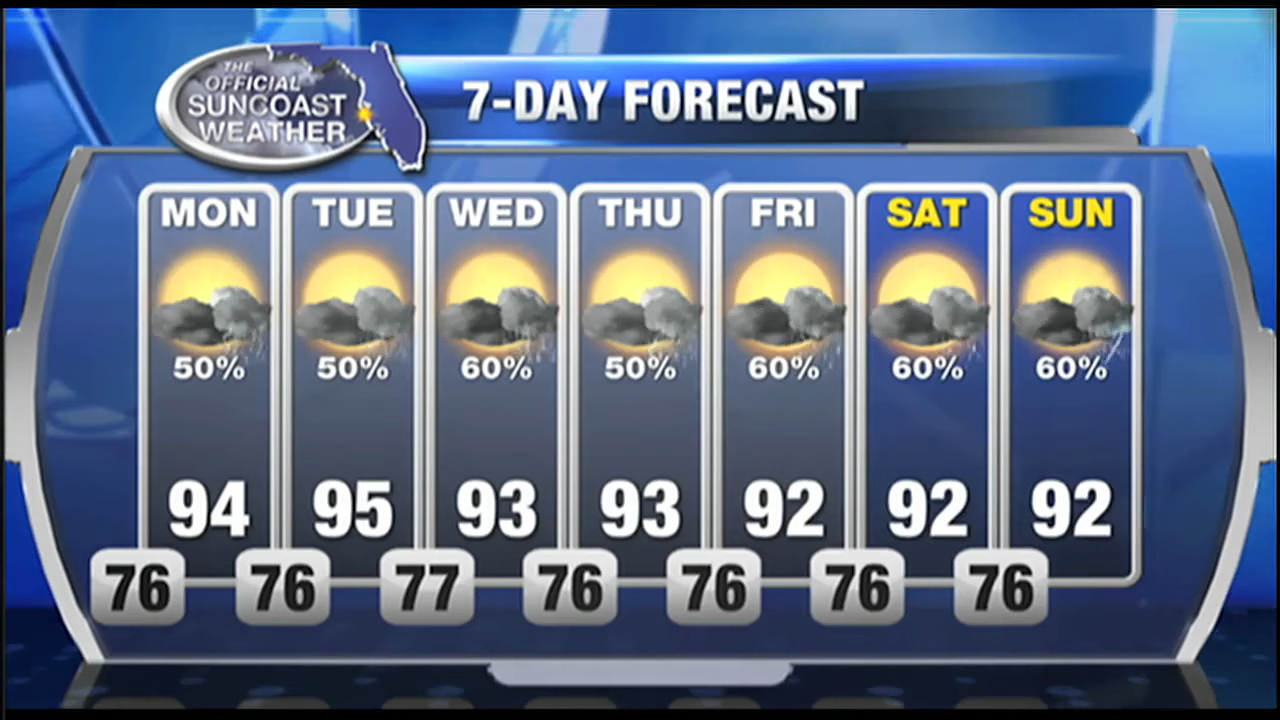 THE
OFFICIAL
SUNCOAST
WEATHER
7-DAY FORECAST
MON TUE WED THU FRI SAT SUN
50% 50% 60% 50% 60% 60% 60%
94 95 93 93 92 92 92
76 76 77 76 76 76 76